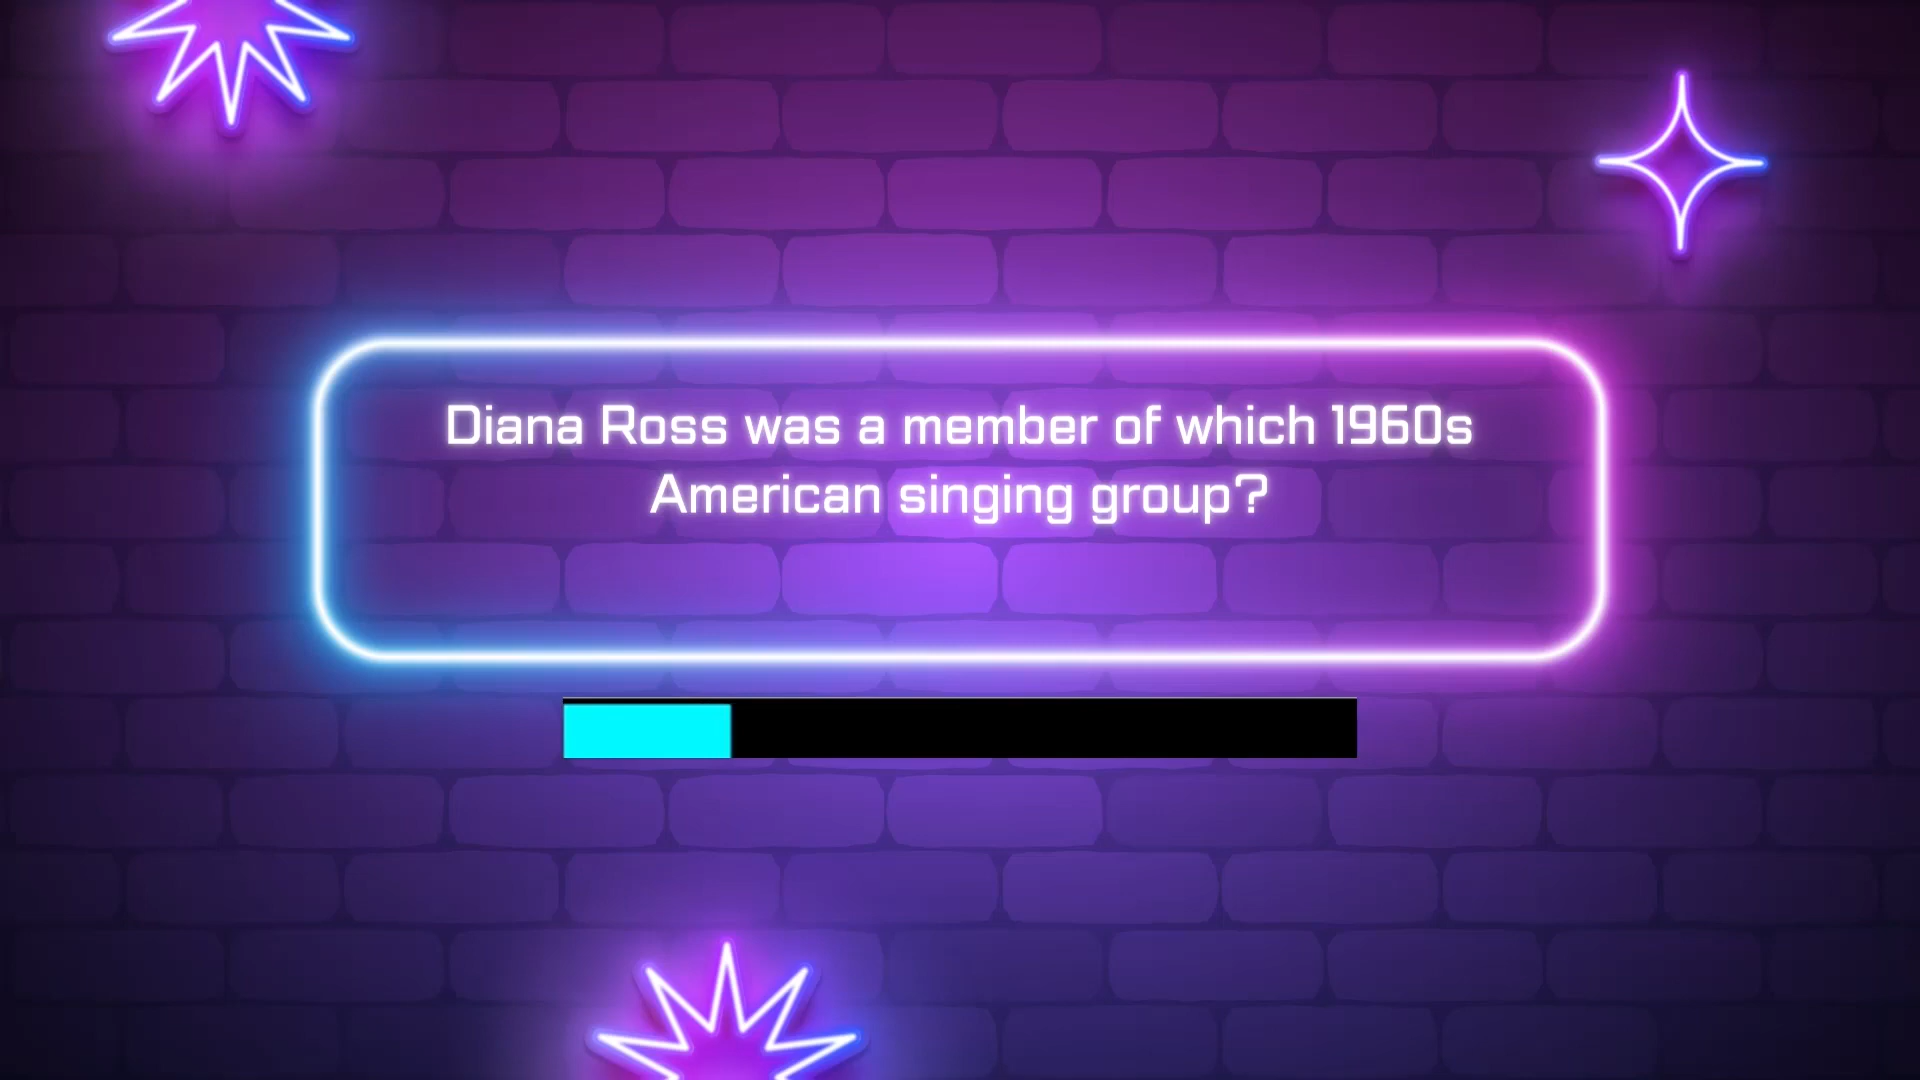 Diana Ross was a member of which 1960s
American singing group?